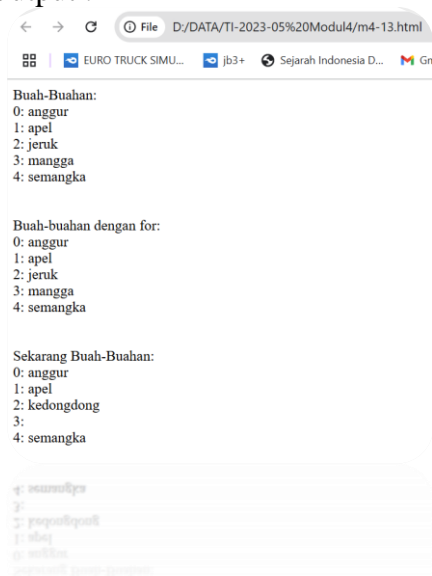 File D:/DATA/TI-2023-05%20Modul4/m4-13.html
EURO TRUCK SIMU... jb3+ Sejarah Indonesia D...
Buah-Buahan:
0: anggur
1: apel
2: jeruk
3: mangga
4: semangka
Buah-buahan dengan for:
0: anggur
1: apel
2: jeruk
3: mangga
4: semangka
Sekarang Buah-Buahan:
0: anggur
1: apel
2: kedongdong
3:
4: semangka